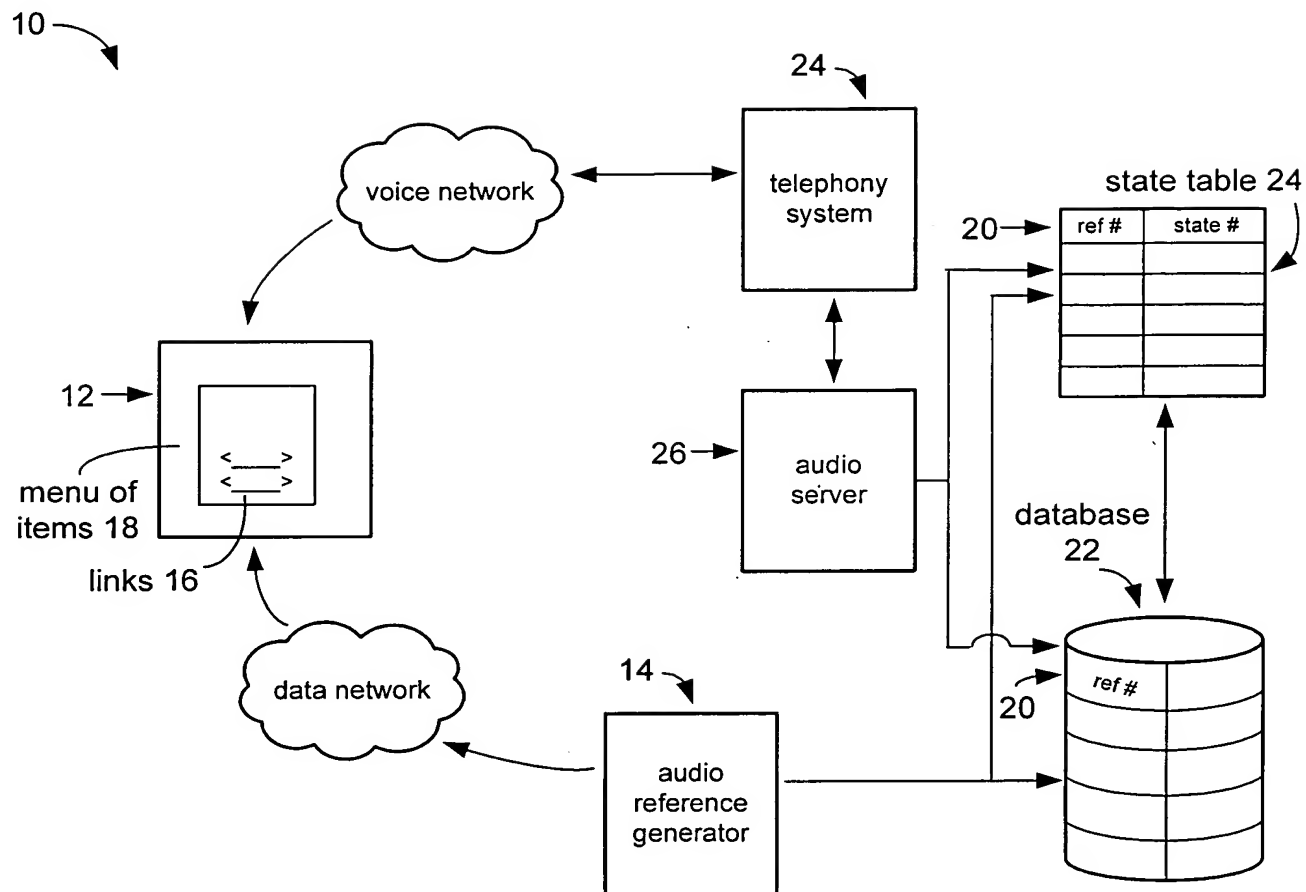 10
24
voice network
telephony
system
state table 24
20
ref #
state #
12
26
audio
server
< >
< >
menu of
items 18
links 16
database
22
data network
14
20
ref #
audio
reference
generator